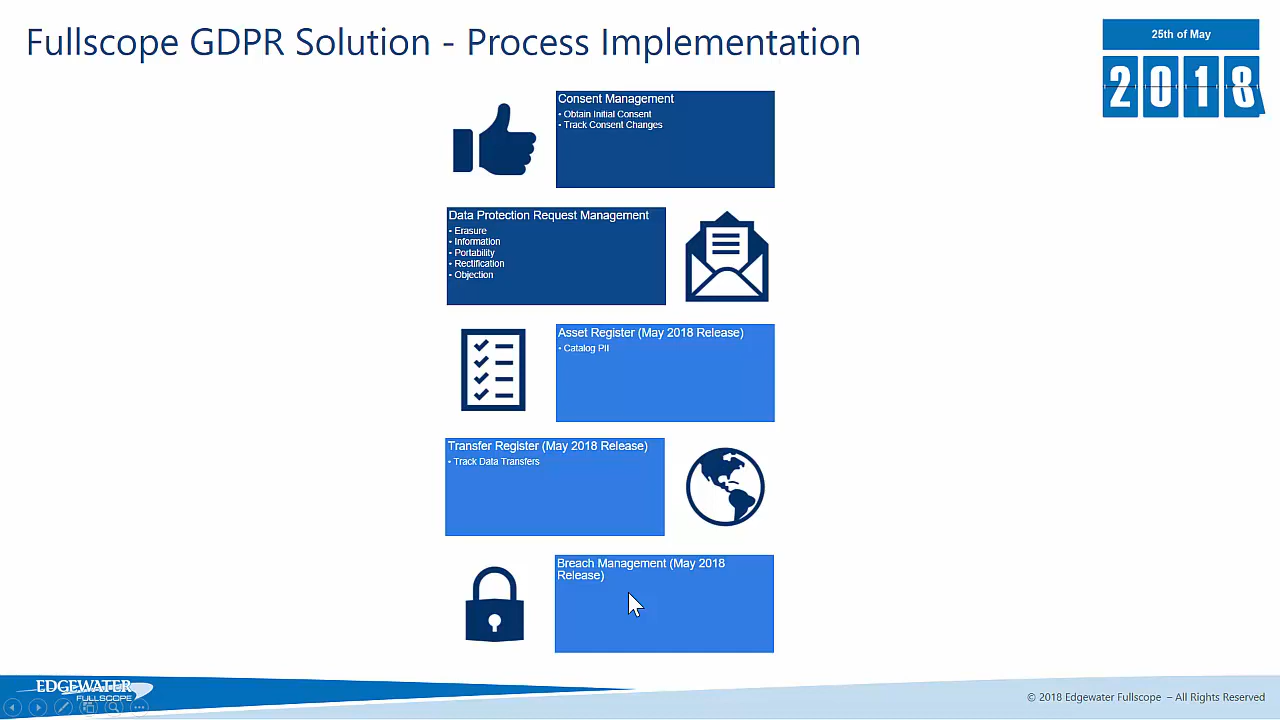 Fullscope GDPR Solution - Process Implementation
25th of May
2018
Consent Management
• Obtain Initial Consent
• Track Consent Changes
Data Protection Request Management
• Erasure
• Information
• Portability
• Rectification
• Objection
Asset Register (May 2018 Release)
• Catalog PII
Transfer Register (May 2018 Release)
• Track Data Transfers
Breach Management (May 2018
Release)
EDGEWATER
FULLSCOPE
© 2018 Edgewater Fullscope – All Rights Reserved